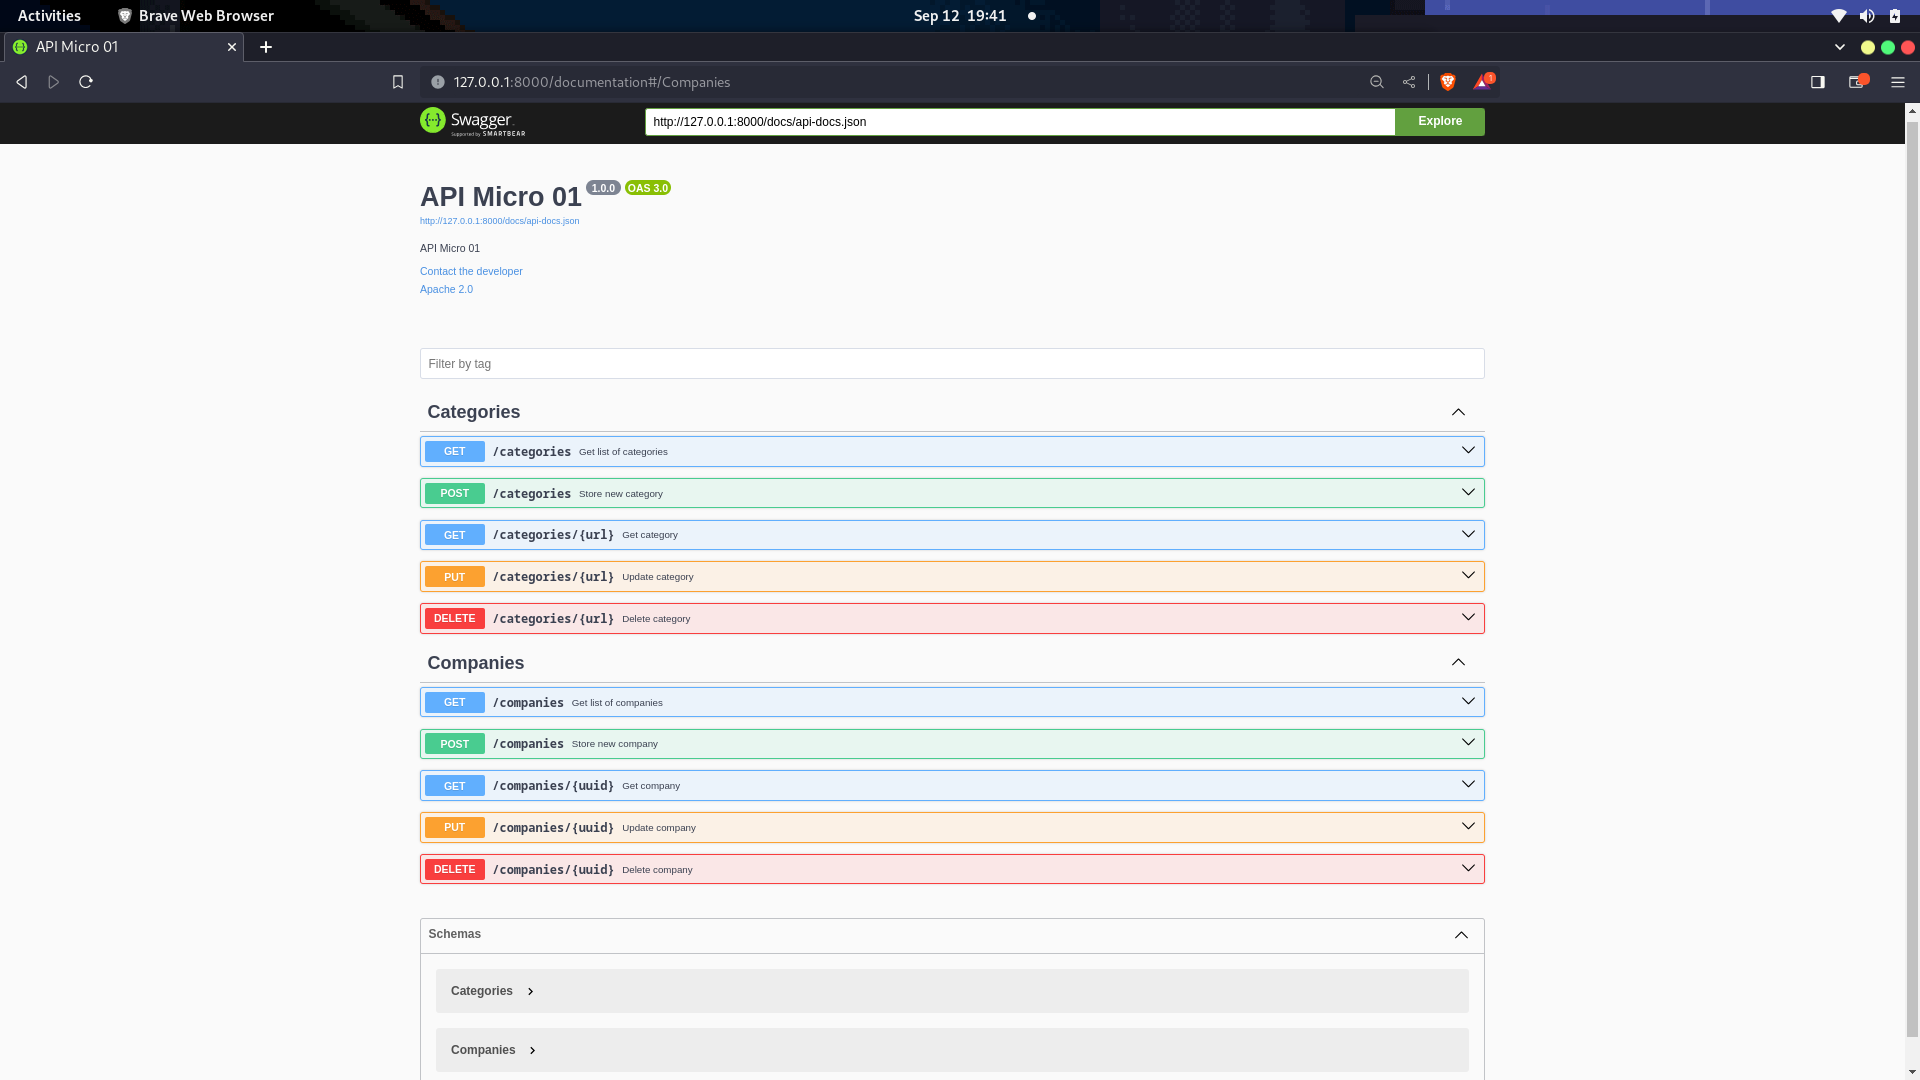 Activities Brave Web Browser Sep 12 19:41
API Micro 01
127.0.0.1:8000/documentation#/Companies
1
Swagger
Supported by SMARTBEAR
http://127.0.0.1:8000/docs/api-docs.json Explore
API Micro 01 1.0.0 OAS 3.0
http://127.0.0.1:8000/docs/api-docs.json
API Micro 01
Contact the developer
Apache 2.0
Filter by tag
Categories
GET /categories Get list of categories
POST /categories Store new category
GET /categories/{url} Get category
PUT /categories/{url} Update category
DELETE /categories/{url} Delete category
Companies
GET /companies Get list of companies
POST /companies Store new company
GET /companies/{uuid} Get company
PUT /companies/{uuid} Update company
DELETE /companies/{uuid} Delete company
Schemas
Categories
Companies